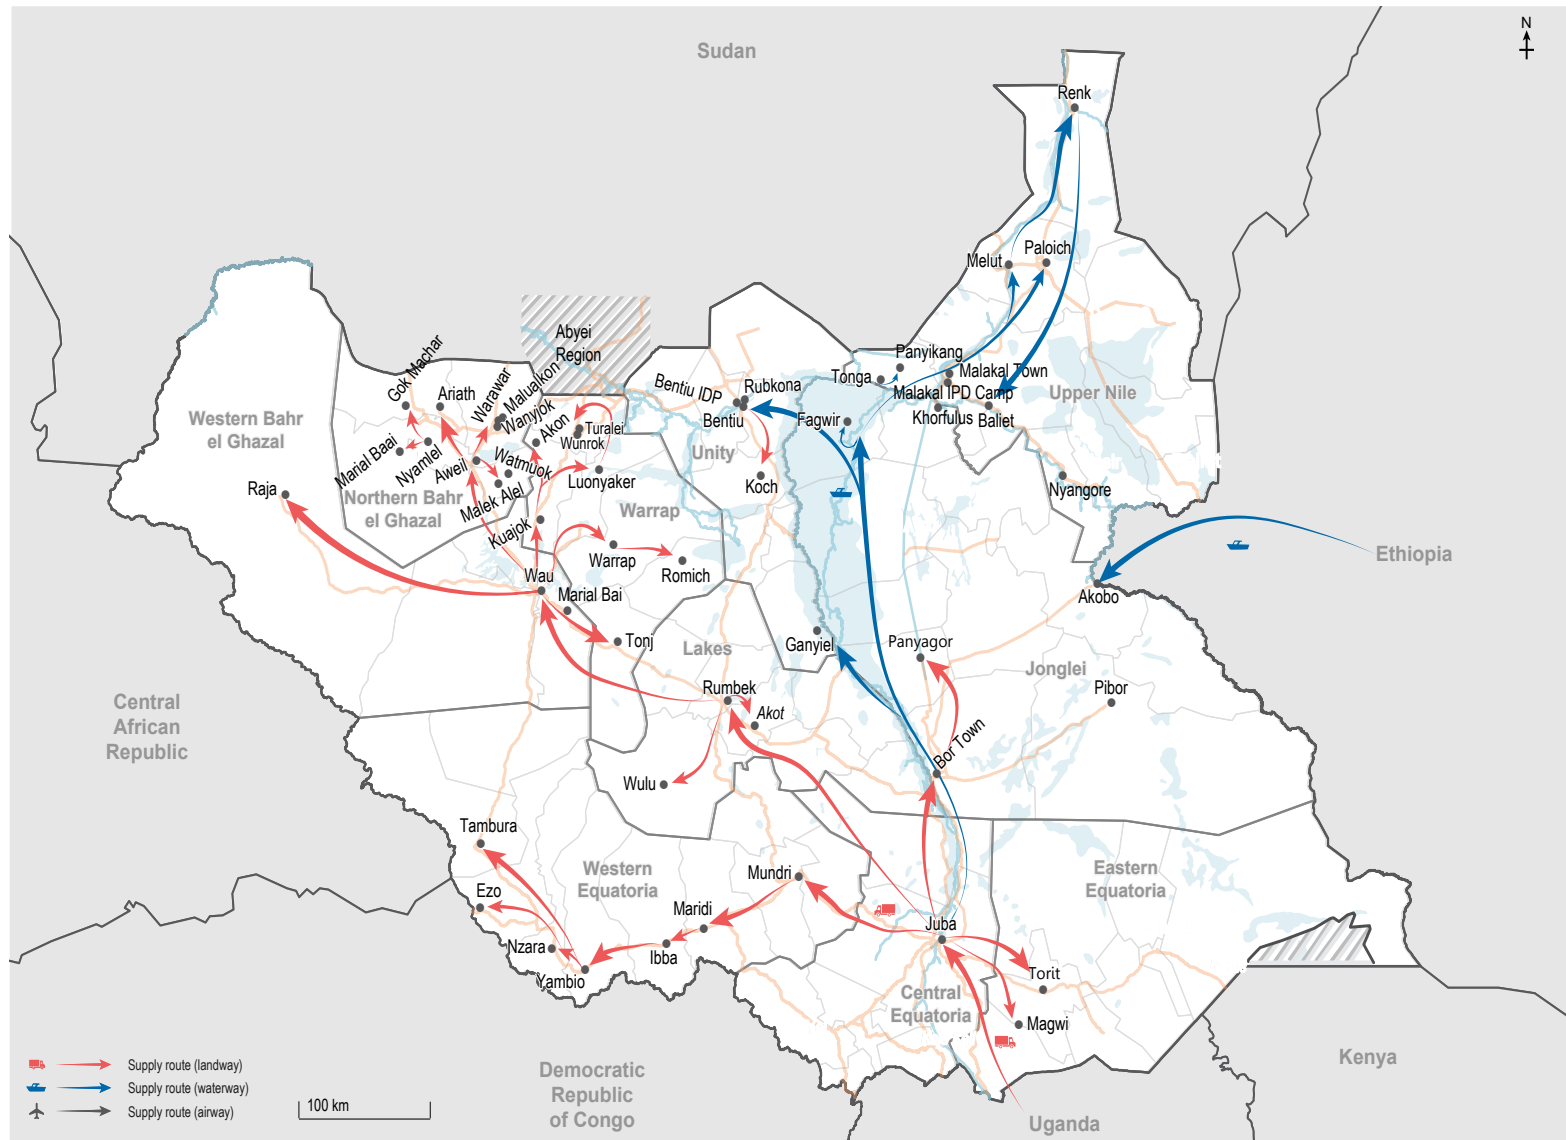 N
Sudan
Renk
Melut
Paloich
Abyei
Region
Panyikang
Tonga
Malakal Town
Malakal IPD Camp
Khorfulus
Baliet
Upper Nile
Gok Machar
Ariath
Warawar
Malualkon
Wanyjok
Akon
Turalei
Wunrok
Bentiu IDP
Rubkona
Bentiu
Fagwir
Western Bahr
el Ghazal
Marial Baai
Nyamlel
Aweil
Watmuok
Malek Alel
Northern Bahr
el Ghazal
Luonyaker
Unity
Koch
Nyangore
Raja
Kuajok
Warrap
Warrap
Romich
Ethiopia
Wau
Marial Bai
Akobo
Tonj
Lakes
Ganyiel
Panyagor
Jonglei
Pibor
Central
African
Republic
Rumbek
Akot
Bor Town
Wulu
Tambura
Western
Equatoria
Mundri
Eastern
Equatoria
Ezo
Maridi
Juba
Nzara
Ibba
Yambio
Torit
Central
Equatoria
Magwi
Kenya
Democratic
Republic
of Congo
Uganda
Supply route (landway)
Supply route (waterway)
Supply route (airway)
100 km